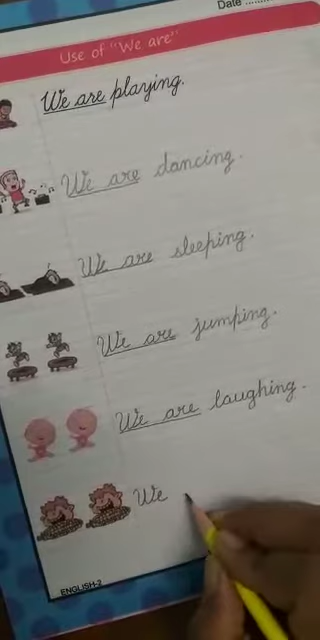 Date ..........
Use of "We are"
We are playing.
We are dancing.
We are sleeping.
We are jumping.
We are laughing.
We
ENGLISH-2